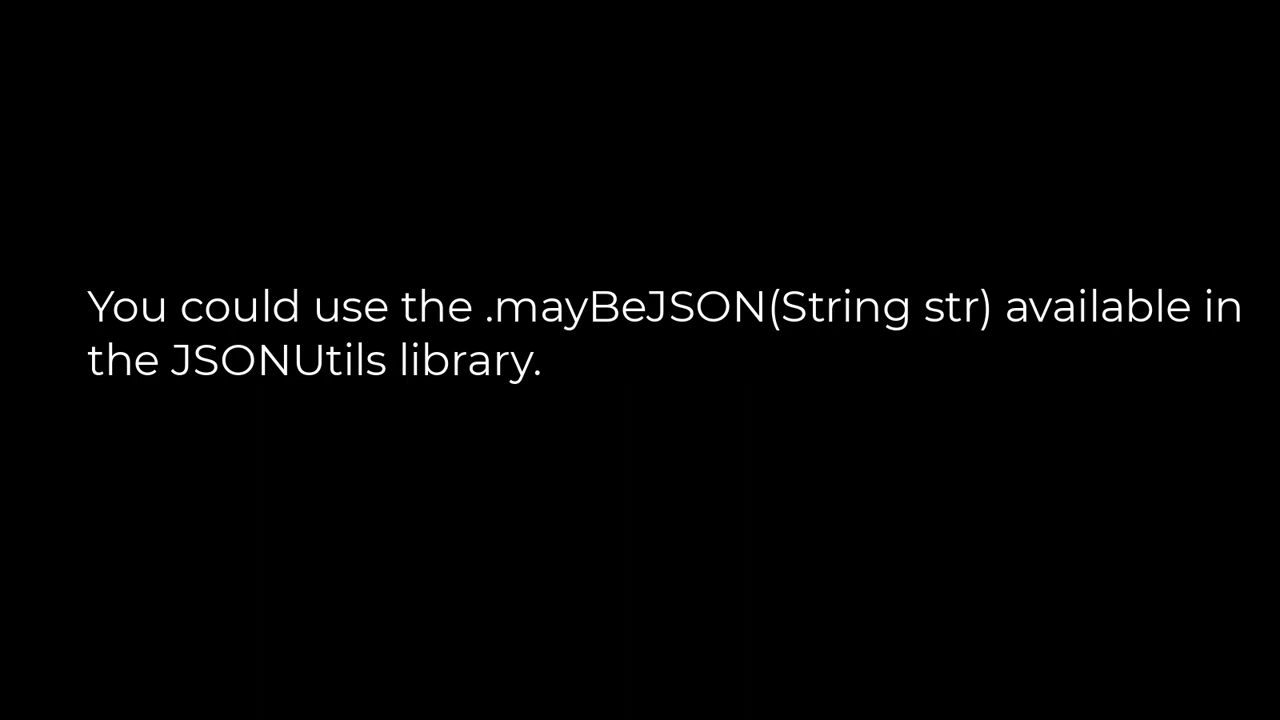 You could use the .mayBeJSON(String str) available in
the JSONUtils library.